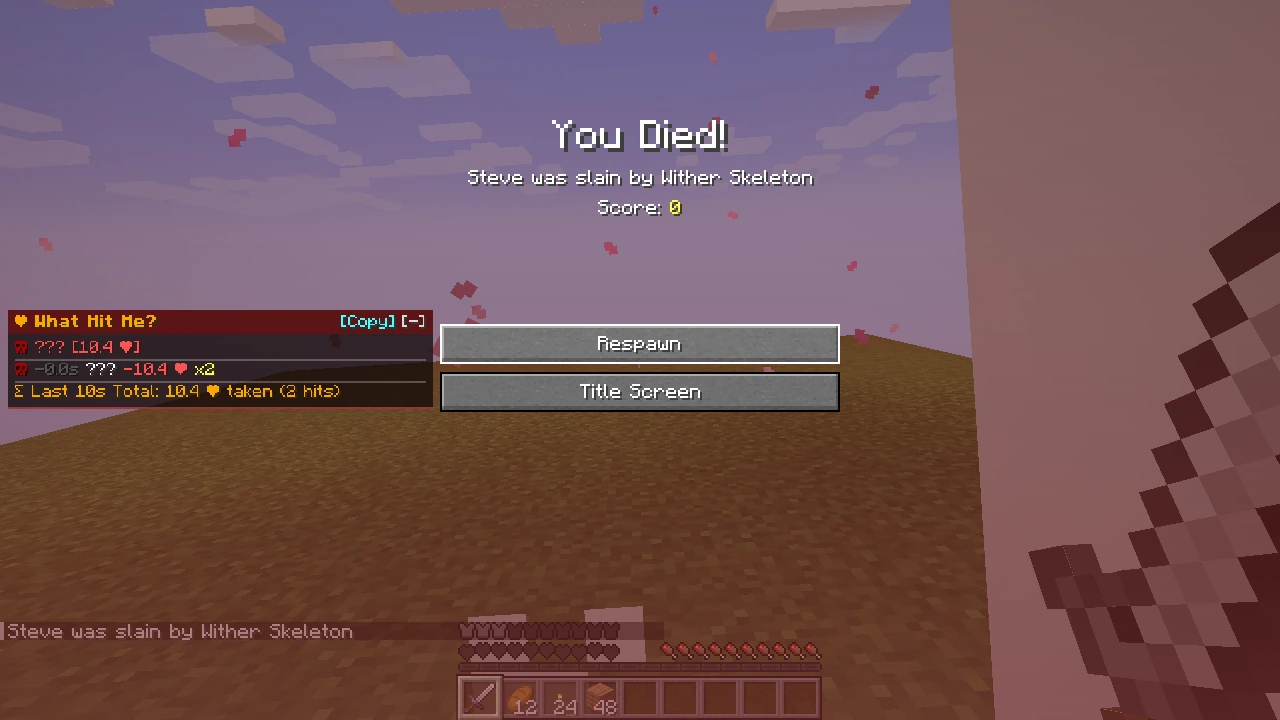 You Died!
Steve was slain by Wither Skeleton
Score: 0
What Hit Me? [Copy] [-]
??? [10.4 ♥]
-0.0s ??? -10.4 ♥ x2
Σ Last 10s Total: 10.4 ♥ taken (2 hits)
Respawn
Title Screen
Steve was slain by Wither Skeleton
12 24 48